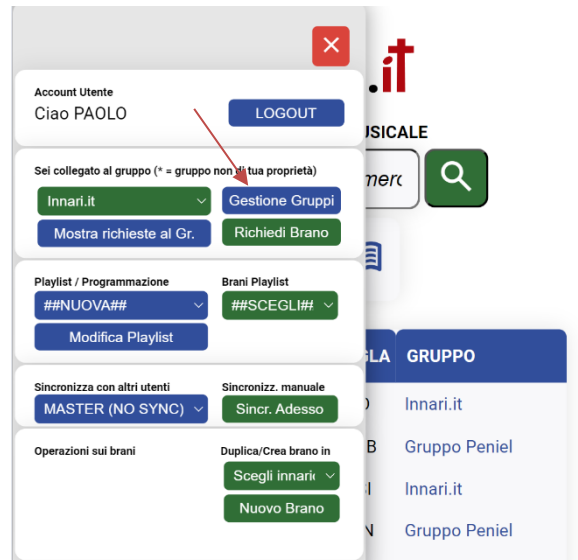 .it
Account Utente
Ciao PAOLO
LOGOUT
Sei collegato al gruppo (* = gruppo non di tua proprietà)
Innari.it
Gestione Gruppi
Mostra richieste al Gr.
Richiedi Brano
Playlist / Programmazione
Brani Playlist
##NUOVA##
##SCEGLI##
Modifica Playlist
Sincronizza con altri utenti
Sincronizz. manuale
MASTER (NO SYNC)
Sincr. Adesso
Operazioni sui brani
Duplica/Crea brano in
Scegli innari
Nuovo Brano
USICALE
GLA GRUPPO
Innari.it
B Gruppo Peniel
I Innari.it
N Gruppo Peniel